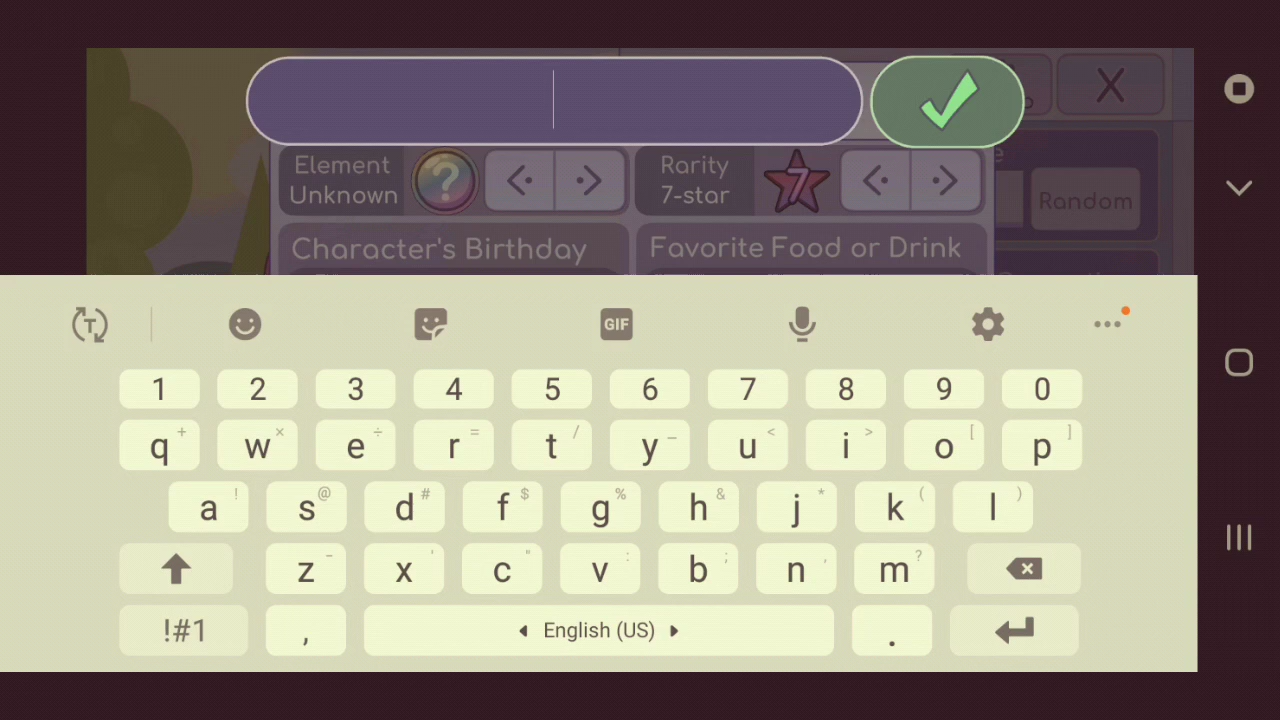 Element
Unknown
?
Rarity
7-star
7
X
Random
Character's Birthday
Favorite Food or Drink
T
GIF
1 2 3 4 5 6 7 8 9 0
q + w × e ÷ r = t / y _ u < i > o [ p ]
a ! s @ d # f $ g % h & j * k ( l )
z - x ' c " v : b ; n , m ?
!#1 , English (US) .